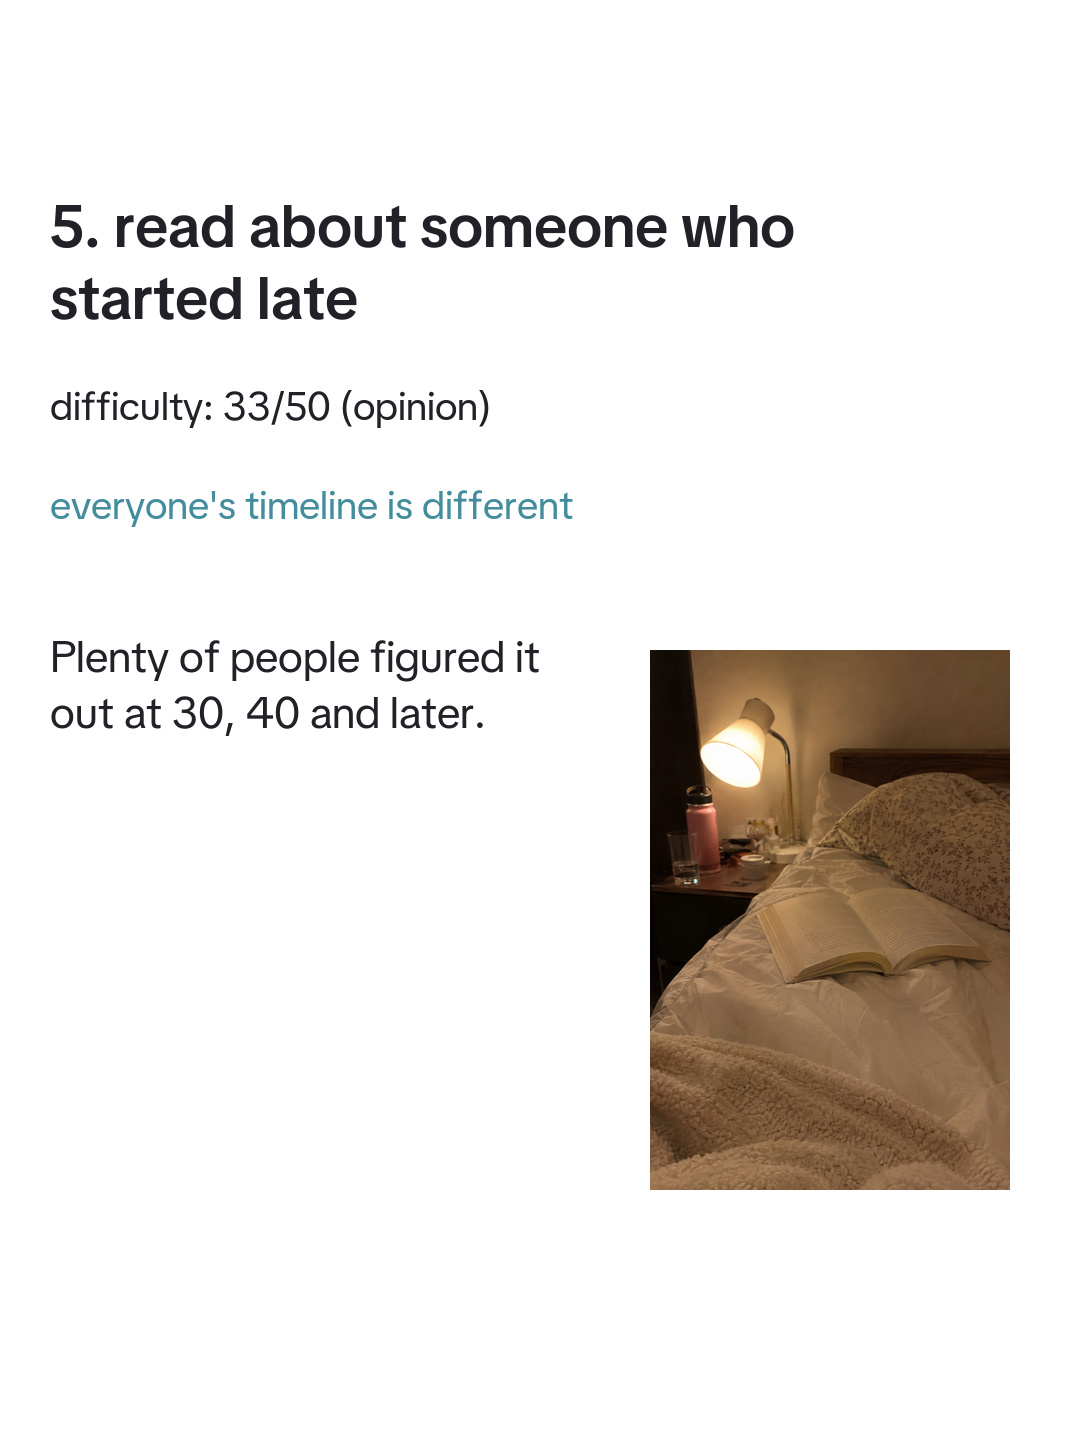 5. read about someone who
started late
difficulty: 33/50 (opinion)
everyone's timeline is different
Plenty of people figured it
out at 30, 40 and later.